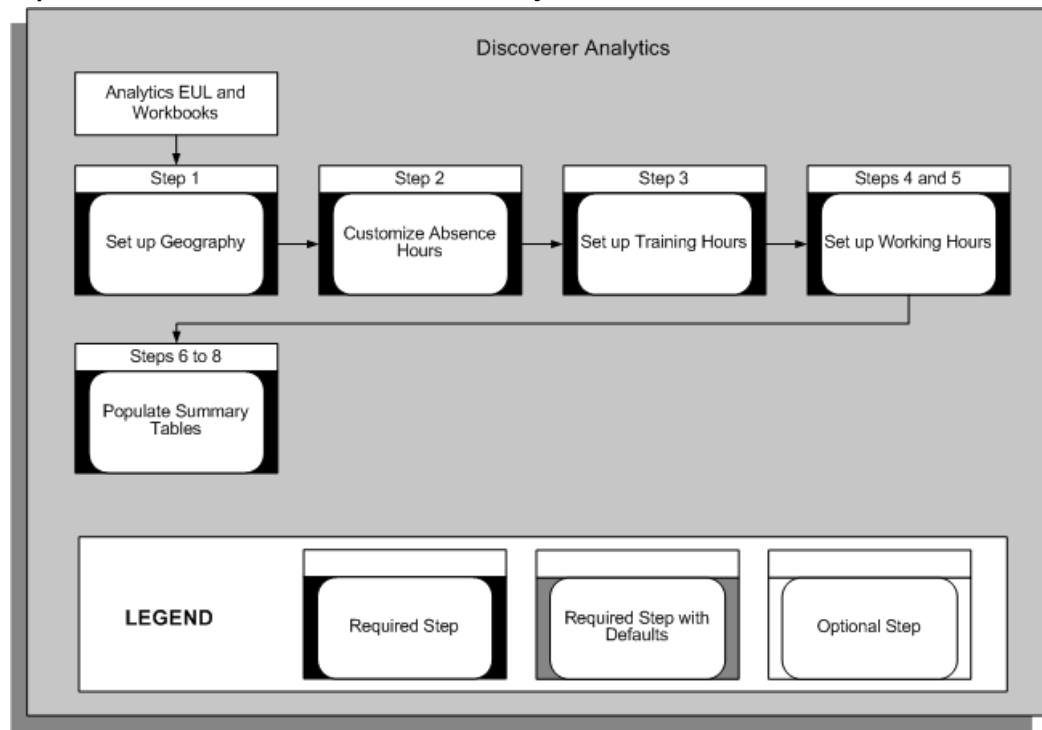 Discoverer Analytics
Analytics EUL and
Workbooks
Step 1
Set up Geography
Step 2
Customize Absence
Hours
Step 3
Set up Training Hours
Steps 4 and 5
Set up Working Hours
Steps 6 to 8
Populate Summary
Tables
LEGEND
Required Step
Required Step with
Defaults
Optional Step